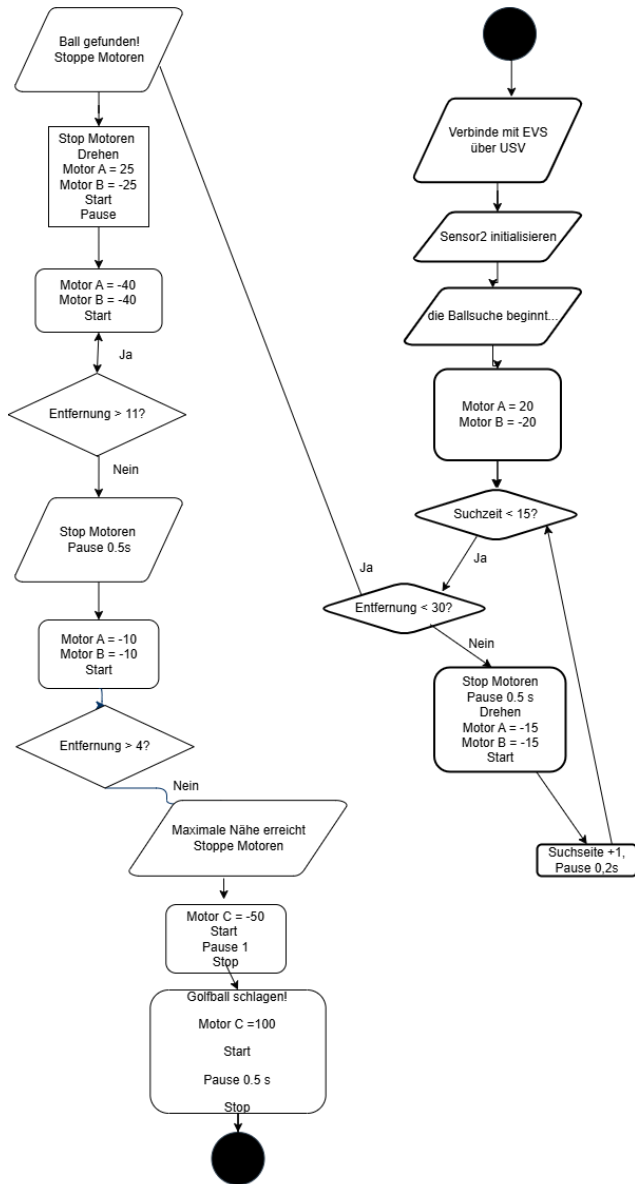 Verbinde mit EVS
über USV
Sensor2 initialisieren
die Ballsuche beginnt...
Motor A = 20
Motor B = -20
Suchzeit < 15?
Ja
Entfernung < 30?
Ja
Nein
Stop Motoren
Pause 0.5 s
Drehen
Motor A = -15
Motor B = -15
Start
Suchseite +1,
Pause 0,2s
Ball gefunden!
Stoppe Motoren
Stop Motoren
Drehen
Motor A = 25
Motor B = -25
Start
Pause
Motor A = -40
Motor B = -40
Start
Ja
Entfernung > 11?
Nein
Stop Motoren
Pause 0.5s
Motor A = -10
Motor B = -10
Start
Entfernung > 4?
Nein
Maximale Nähe erreicht
Stoppe Motoren
Motor C = -50
Start
Pause 1
Stop
Golfball schlagen!
Motor C =100
Start
Pause 0.5 s
Stop